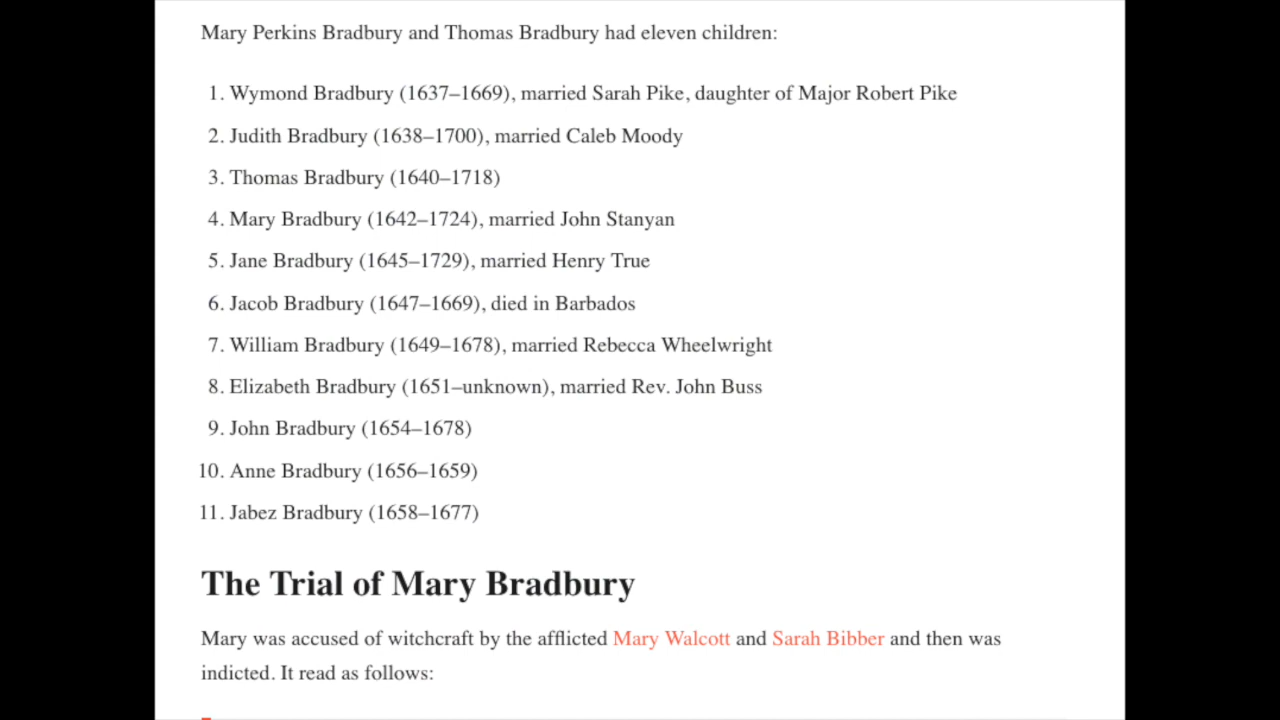 Mary Perkins Bradbury and Thomas Bradbury had eleven children:
1. Wymond Bradbury (1637–1669), married Sarah Pike, daughter of Major Robert Pike
2. Judith Bradbury (1638–1700), married Caleb Moody
3. Thomas Bradbury (1640–1718)
4. Mary Bradbury (1642–1724), married John Stanyan
5. Jane Bradbury (1645–1729), married Henry True
6. Jacob Bradbury (1647–1669), died in Barbados
7. William Bradbury (1649–1678), married Rebecca Wheelwright
8. Elizabeth Bradbury (1651–unknown), married Rev. John Buss
9. John Bradbury (1654–1678)
10. Anne Bradbury (1656–1659)
11. Jabez Bradbury (1658–1677)
The Trial of Mary Bradbury
Mary was accused of witchcraft by the afflicted Mary Walcott and Sarah Bibber and then was
indicted. It read as follows: